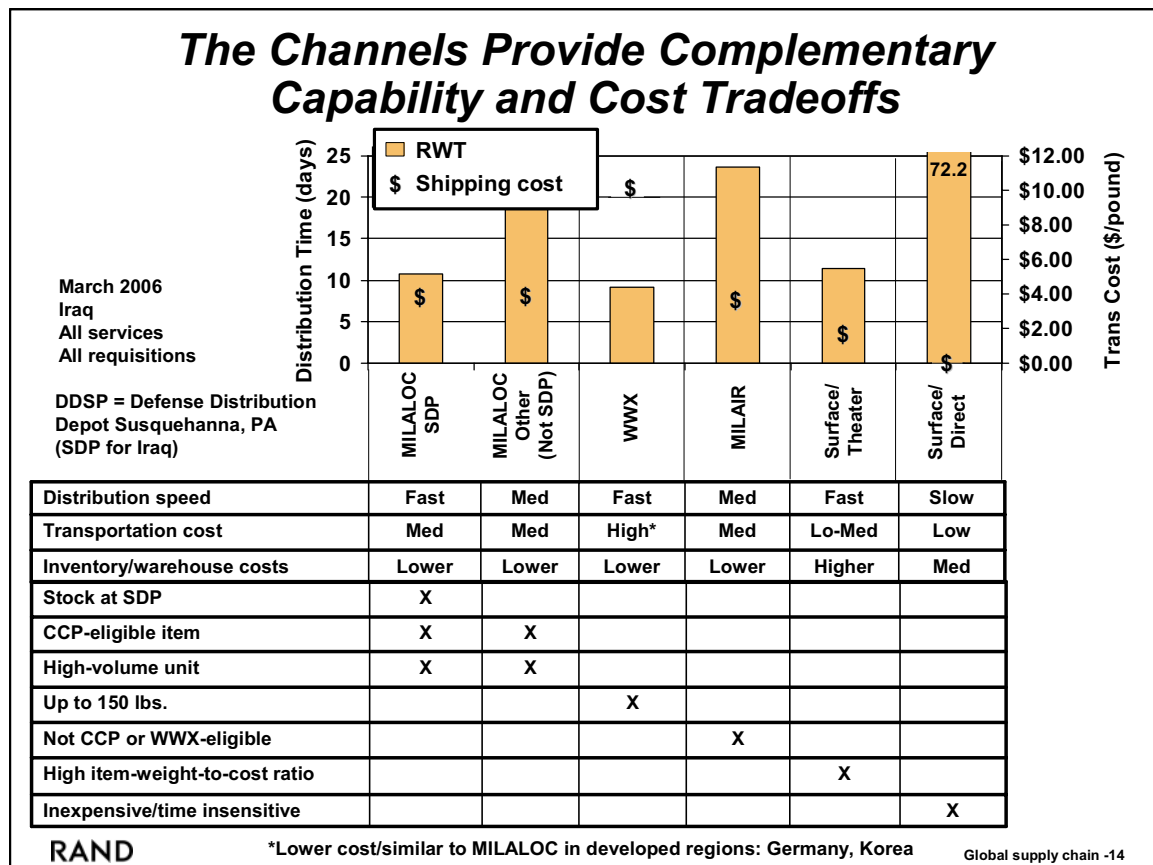 The Channels Provide Complementary
Capability and Cost Tradeoffs
RWT
$ Shipping cost
Distribution Time (days)
25
20
15
10
5
0
$ $ $ $ $ $
72.2
$12.00
$10.00
$8.00
$6.00
$4.00
$2.00
$0.00
Trans Cost ($/pound)
March 2006
Iraq
All services
All requisitions
DDSP = Defense Distribution
Depot Susquehanna, PA
(SDP for Iraq)
MILALOC
SDP
MILALOC
Other
(Not SDP)
WWX
MILAIR
Surface/
Theater
Surface/
Direct
Distribution speed Fast Med Fast Med Fast Slow
Transportation cost Med Med High* Med Lo-Med Low
Inventory/warehouse costs Lower Lower Lower Lower Higher Med
Stock at SDP X
CCP-eligible item X X
High-volume unit X X
Up to 150 lbs. X
Not CCP or WWX-eligible X
High item-weight-to-cost ratio X
Inexpensive/time insensitive X
RAND *Lower cost/similar to MILALOC in developed regions: Germany, Korea Global supply chain -14